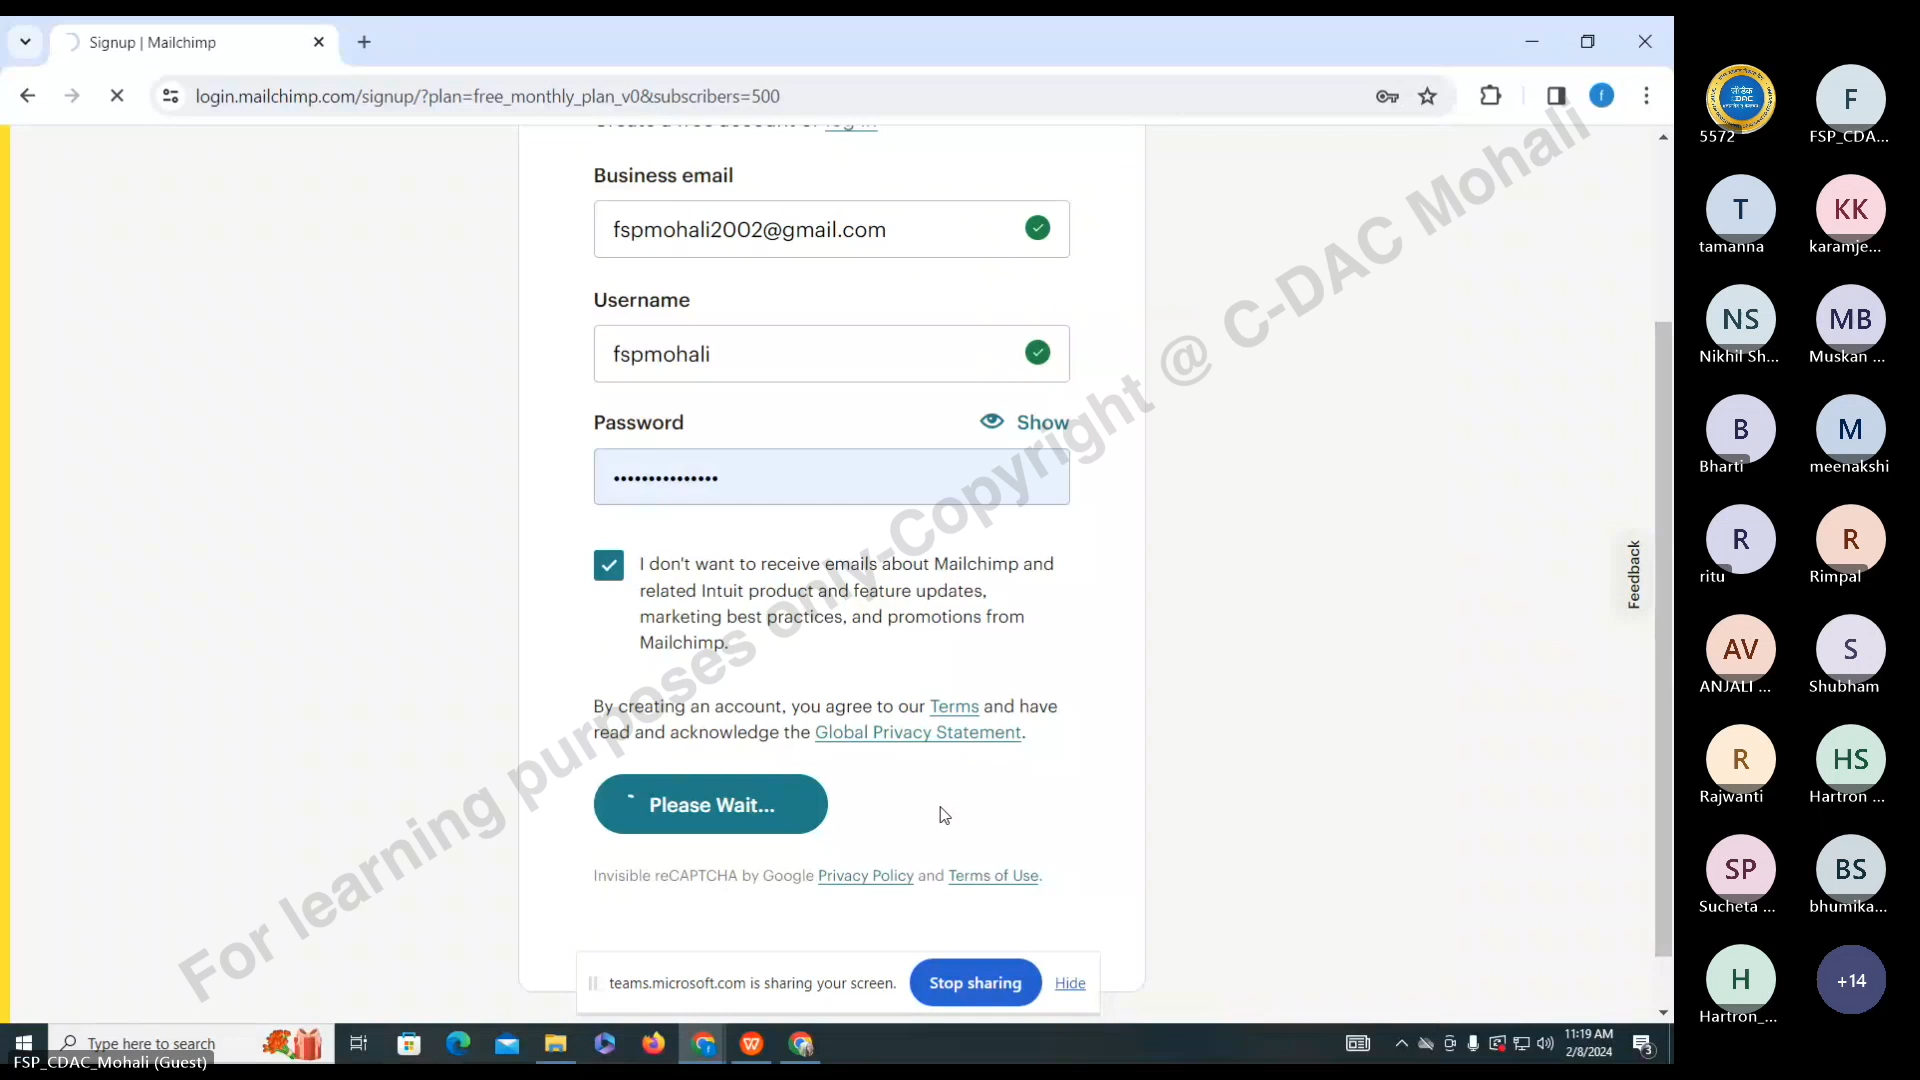 Signup | Mailchimp
login.mailchimp.com/signup/?plan=free_monthly_plan_v0&subscribers=500
f
Business email
fspmohali2002@gmail.com
Username
fspmohali
Password
Show
•••••••••••••••
I don't want to receive emails about Mailchimp and
related Intuit product and feature updates,
marketing best practices, and promotions from
Mailchimp.
By creating an account, you agree to our Terms and have
read and acknowledge the Global Privacy Statement.
Please Wait...
Invisible reCAPTCHA by Google Privacy Policy and Terms of Use.
Feedback
For learning purposes only-Copyright @ C-DAC Mohali
teams.microsoft.com is sharing your screen.
Stop sharing
Hide
Type here to search
11:19 AM
2/8/2024
3
FSP_CDAC_Mohali (Guest)
5572
F
FSP_CDA...
T
tamanna
KK
karamje...
NS
Nikhil Sh...
MB
Muskan ...
B
Bharti
M
meenakshi
R
ritu
R
Rimpal
AV
ANJALI ...
S
Shubham
R
Rajwanti
HS
Hartron ...
SP
Sucheta ...
BS
bhumika...
H
Hartron_...
+14